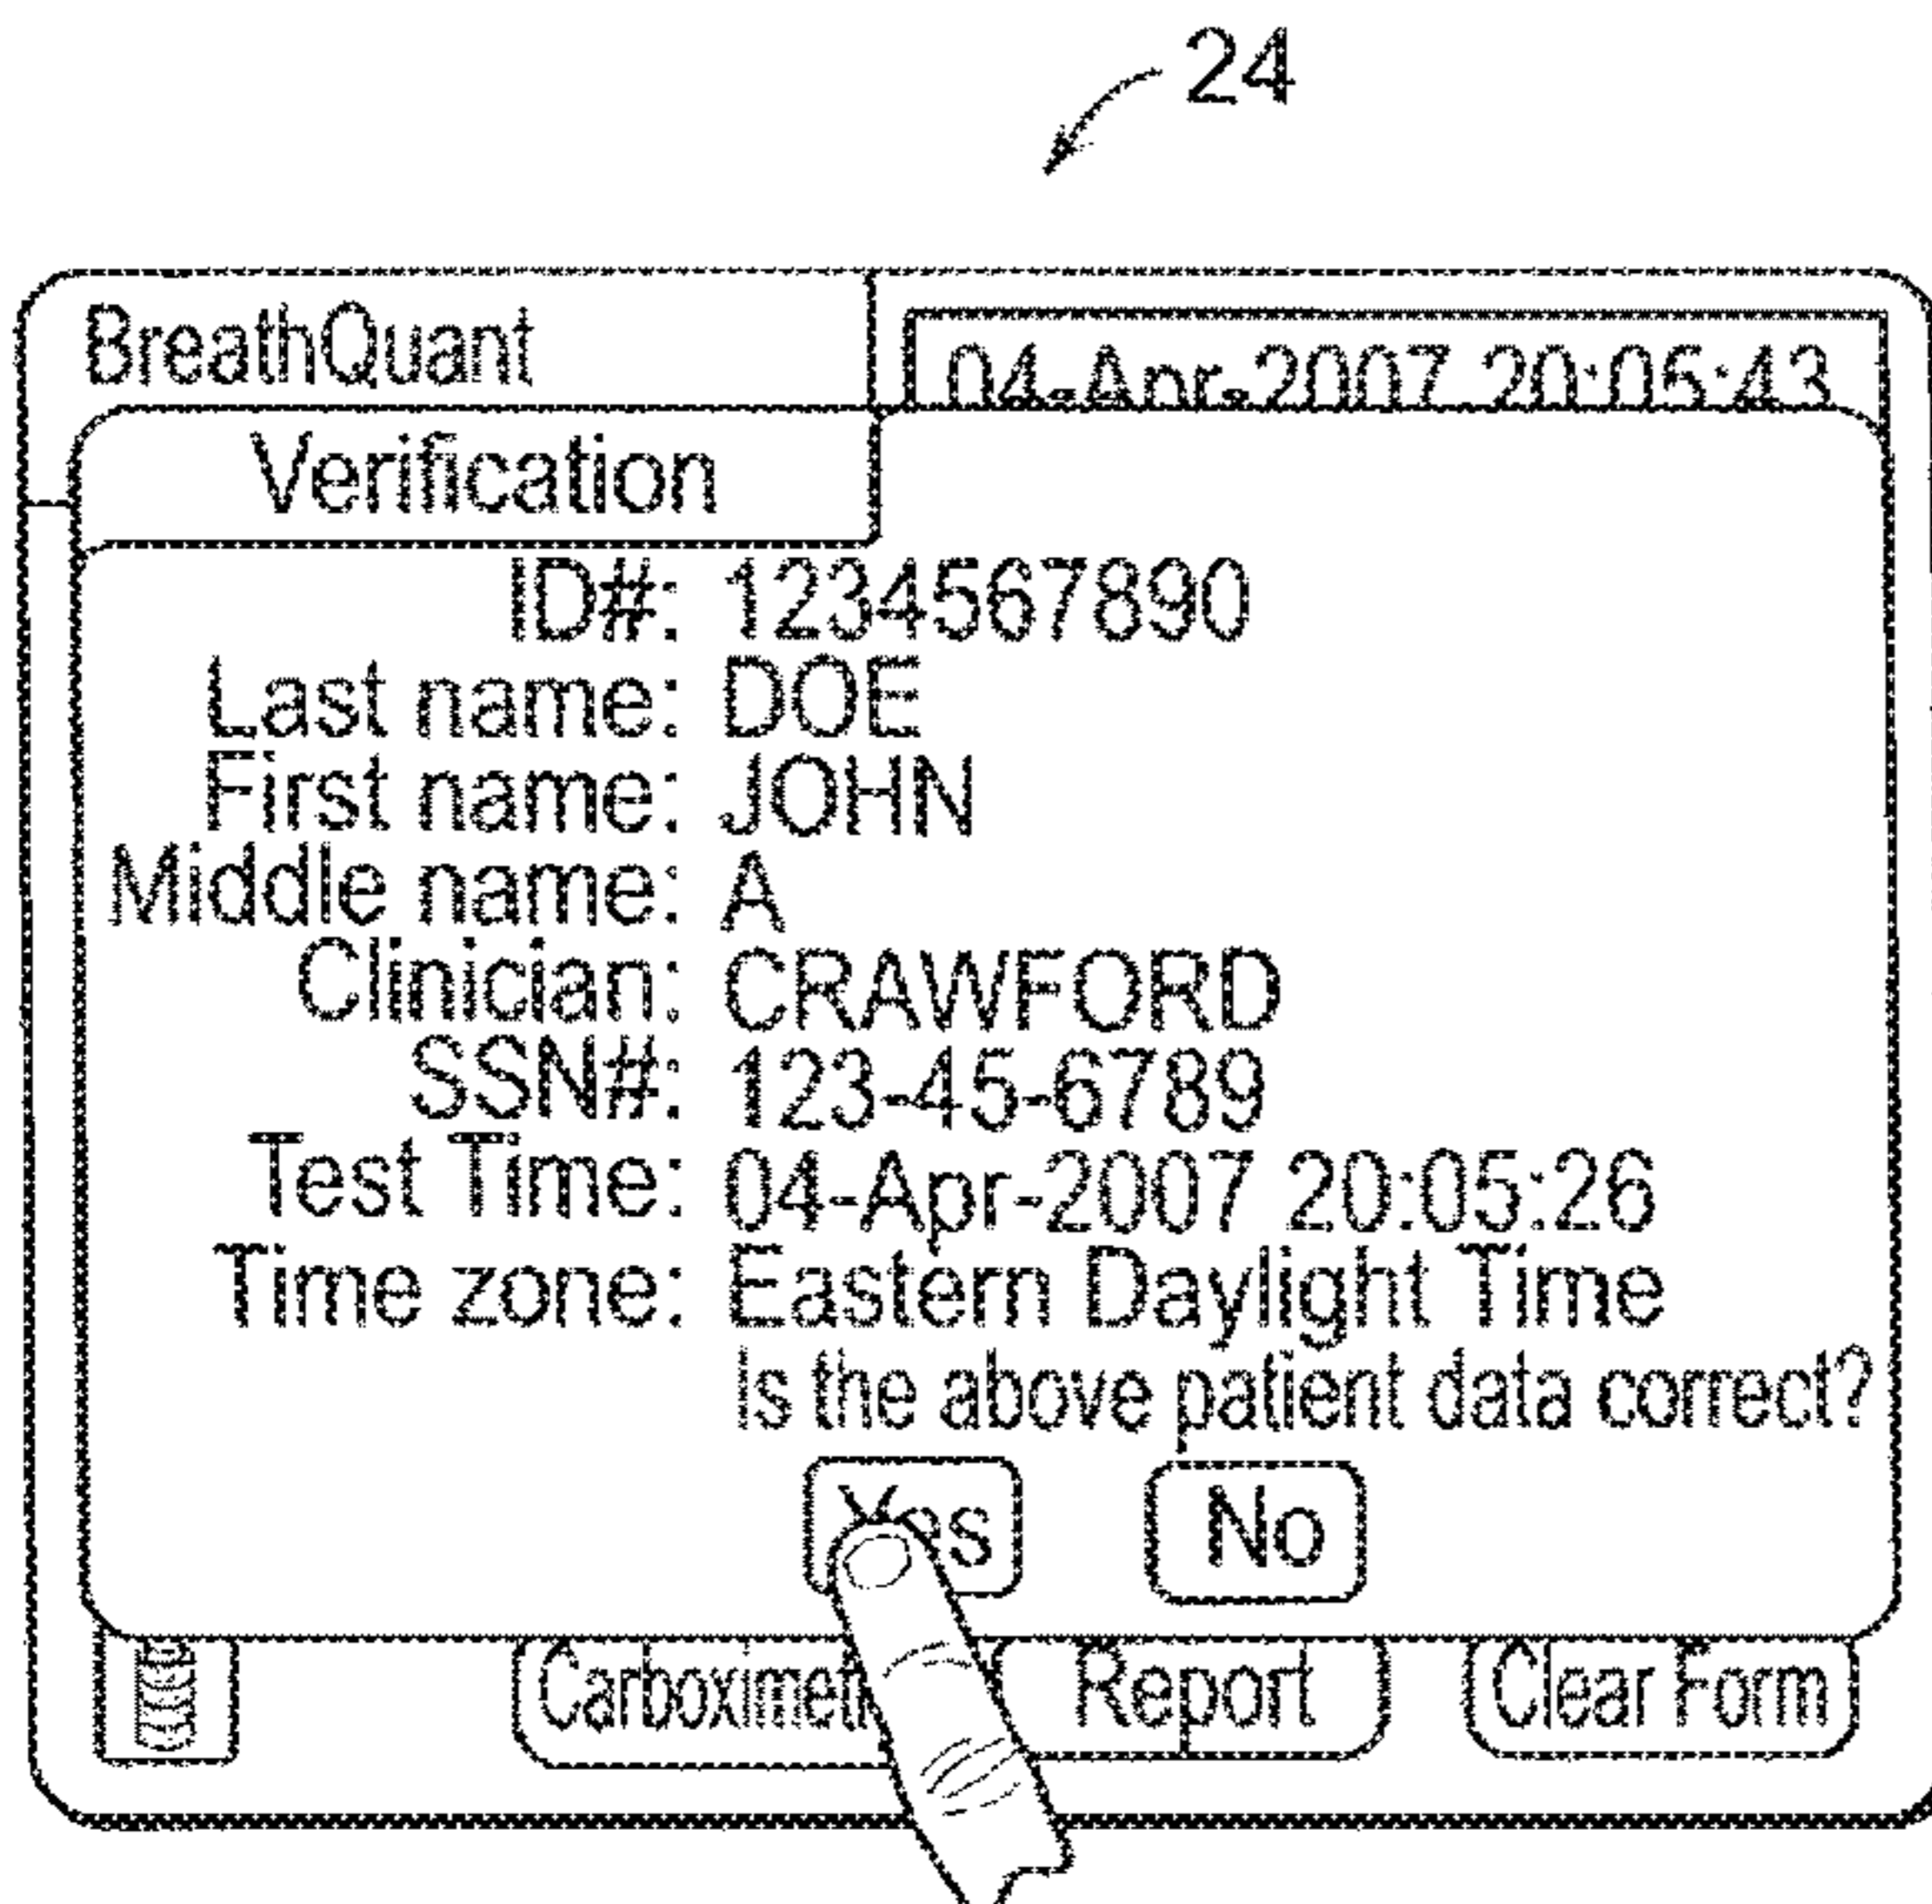 24
BreathQuant
04-Apr-2007 20:05:43
Verification
ID#: 1234567890
Last name: DOE
First name: JOHN
Middle name: A
Clinician: CRAWFORD
SSN#: 123-45-6789
Test Time: 04-Apr-2007 20:05:26
Time zone: Eastern Daylight Time
Is the above patient data correct?
Yes No
Report Clear Form